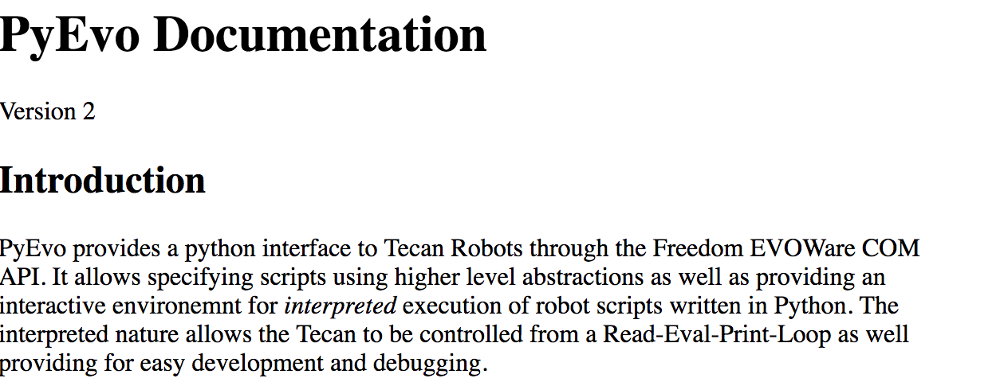 PyEvo Documentation
Version 2
Introduction
PyEvo provides a python interface to Tecan Robots through the Freedom EVOWare COM
API. It allows specifying scripts using higher level abstractions as well as providing an
interactive environemnt for interpreted execution of robot scripts written in Python. The
interpreted nature allows the Tecan to be controlled from a Read-Eval-Print-Loop as well
providing for easy development and debugging.